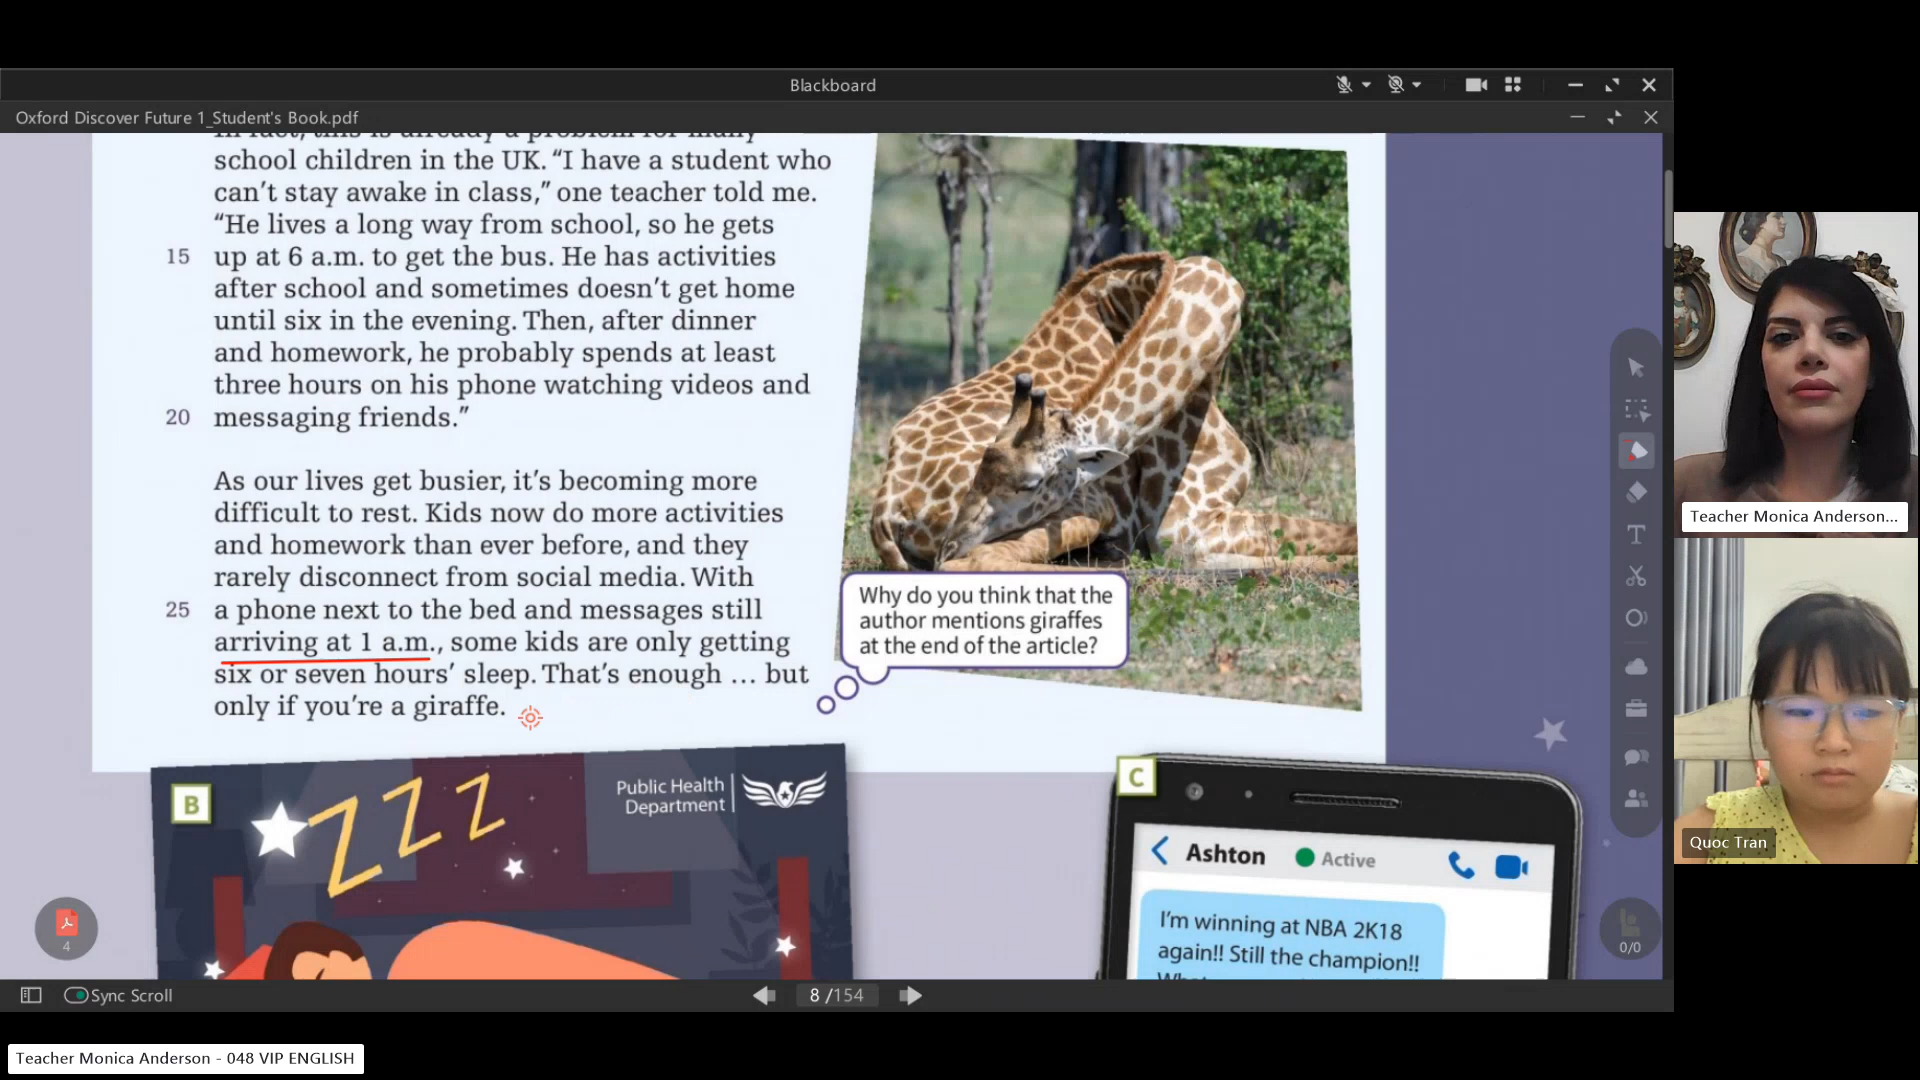 Blackboard
Oxford Discover Future 1_Student's Book.pdf
In fact, this is already a problem for many
school children in the UK. “I have a student who
can’t stay awake in class,” one teacher told me.
“He lives a long way from school, so he gets
15 up at 6 a.m. to get the bus. He has activities
after school and sometimes doesn’t get home
until six in the evening. Then, after dinner
and homework, he probably spends at least
three hours on his phone watching videos and
20 messaging friends.”
As our lives get busier, it’s becoming more
difficult to rest. Kids now do more activities
and homework than ever before, and they
rarely disconnect from social media. With
25 a phone next to the bed and messages still
arriving at 1 a.m., some kids are only getting
six or seven hours’ sleep. That’s enough … but
only if you’re a giraffe.
Why do you think that the
author mentions giraffes
at the end of the article?
B
ZZZ
Public Health
Department
C
Ashton
Active
I’m winning at NBA 2K18
again!! Still the champion!!
T
4
0/0
Sync Scroll
8 /154
Teacher Monica Anderson...
Quoc Tran
Teacher Monica Anderson - 048 VIP ENGLISH